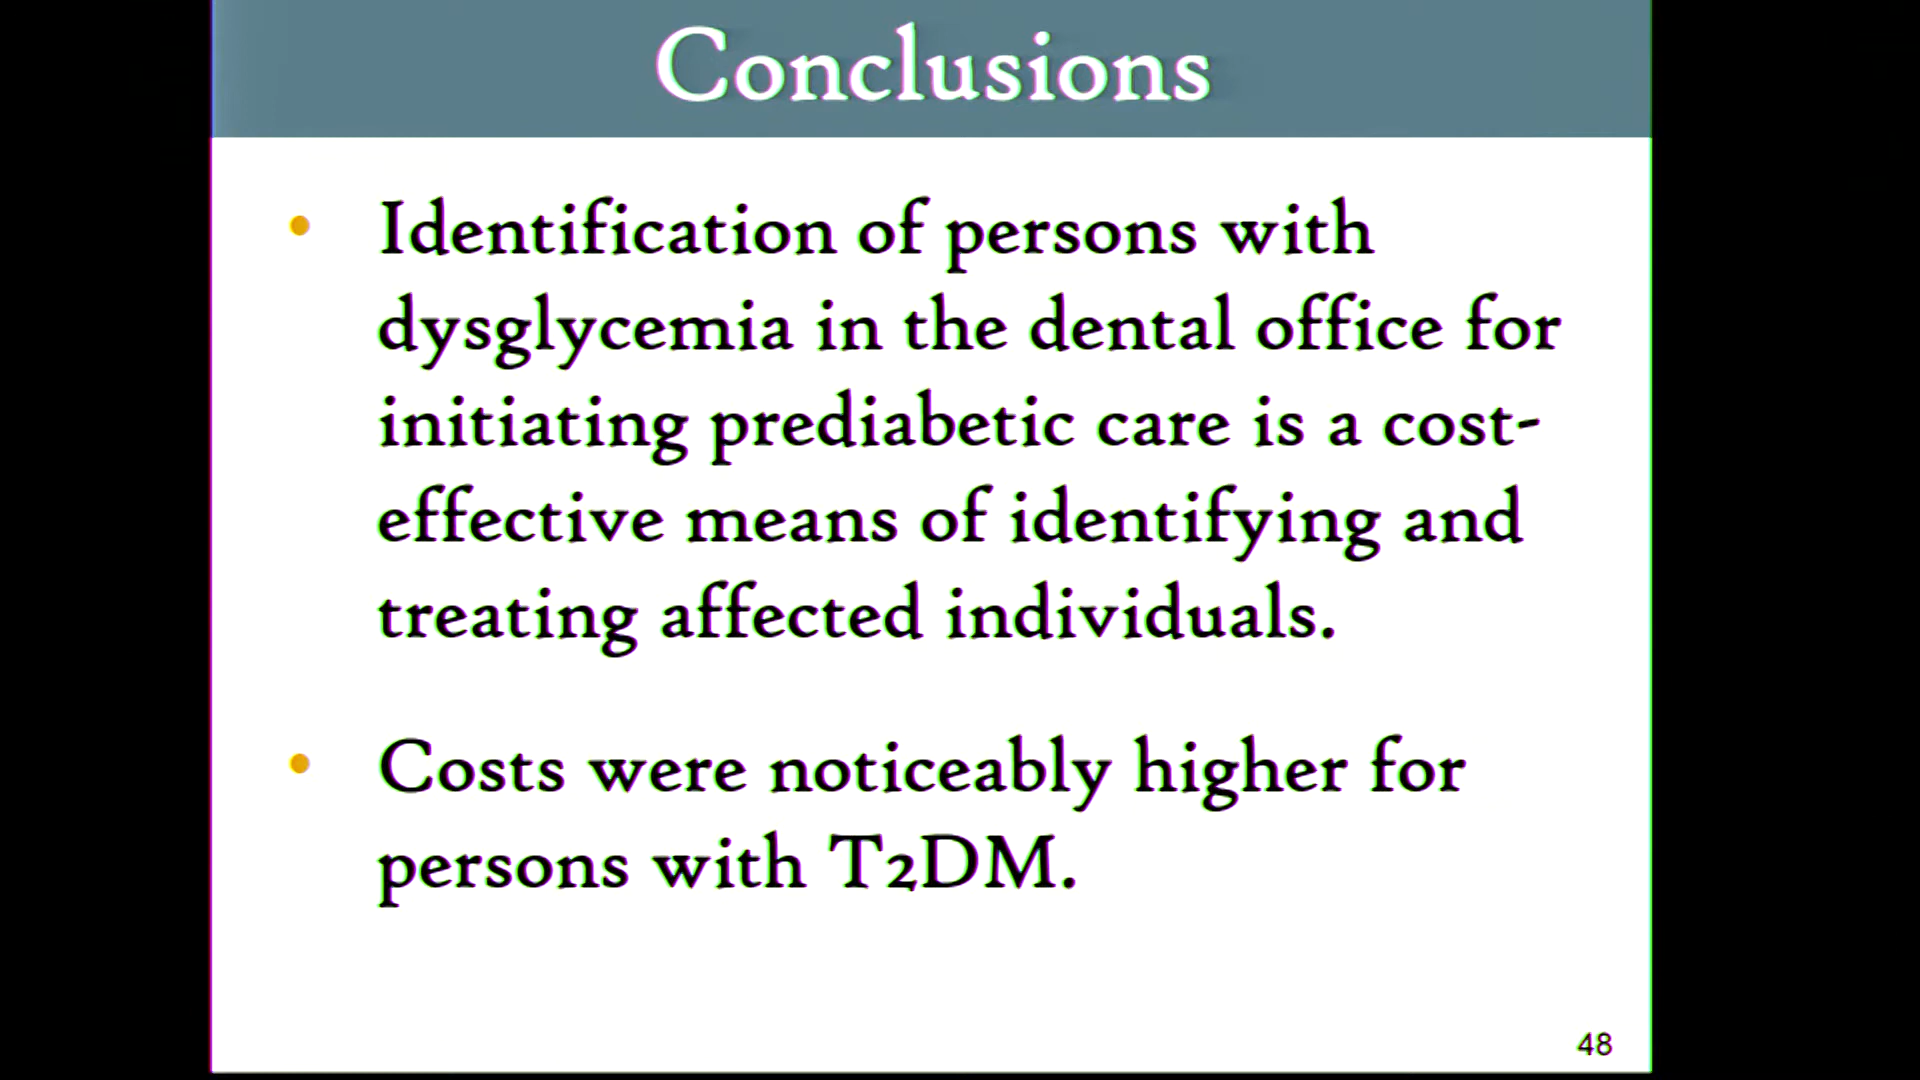 Conclusions
• Identification of persons with
dysglycemia in the dental office for
initiating prediabetic care is a cost-
effective means of identifying and
treating affected individuals.
• Costs were noticeably higher for
persons with T2DM.
48